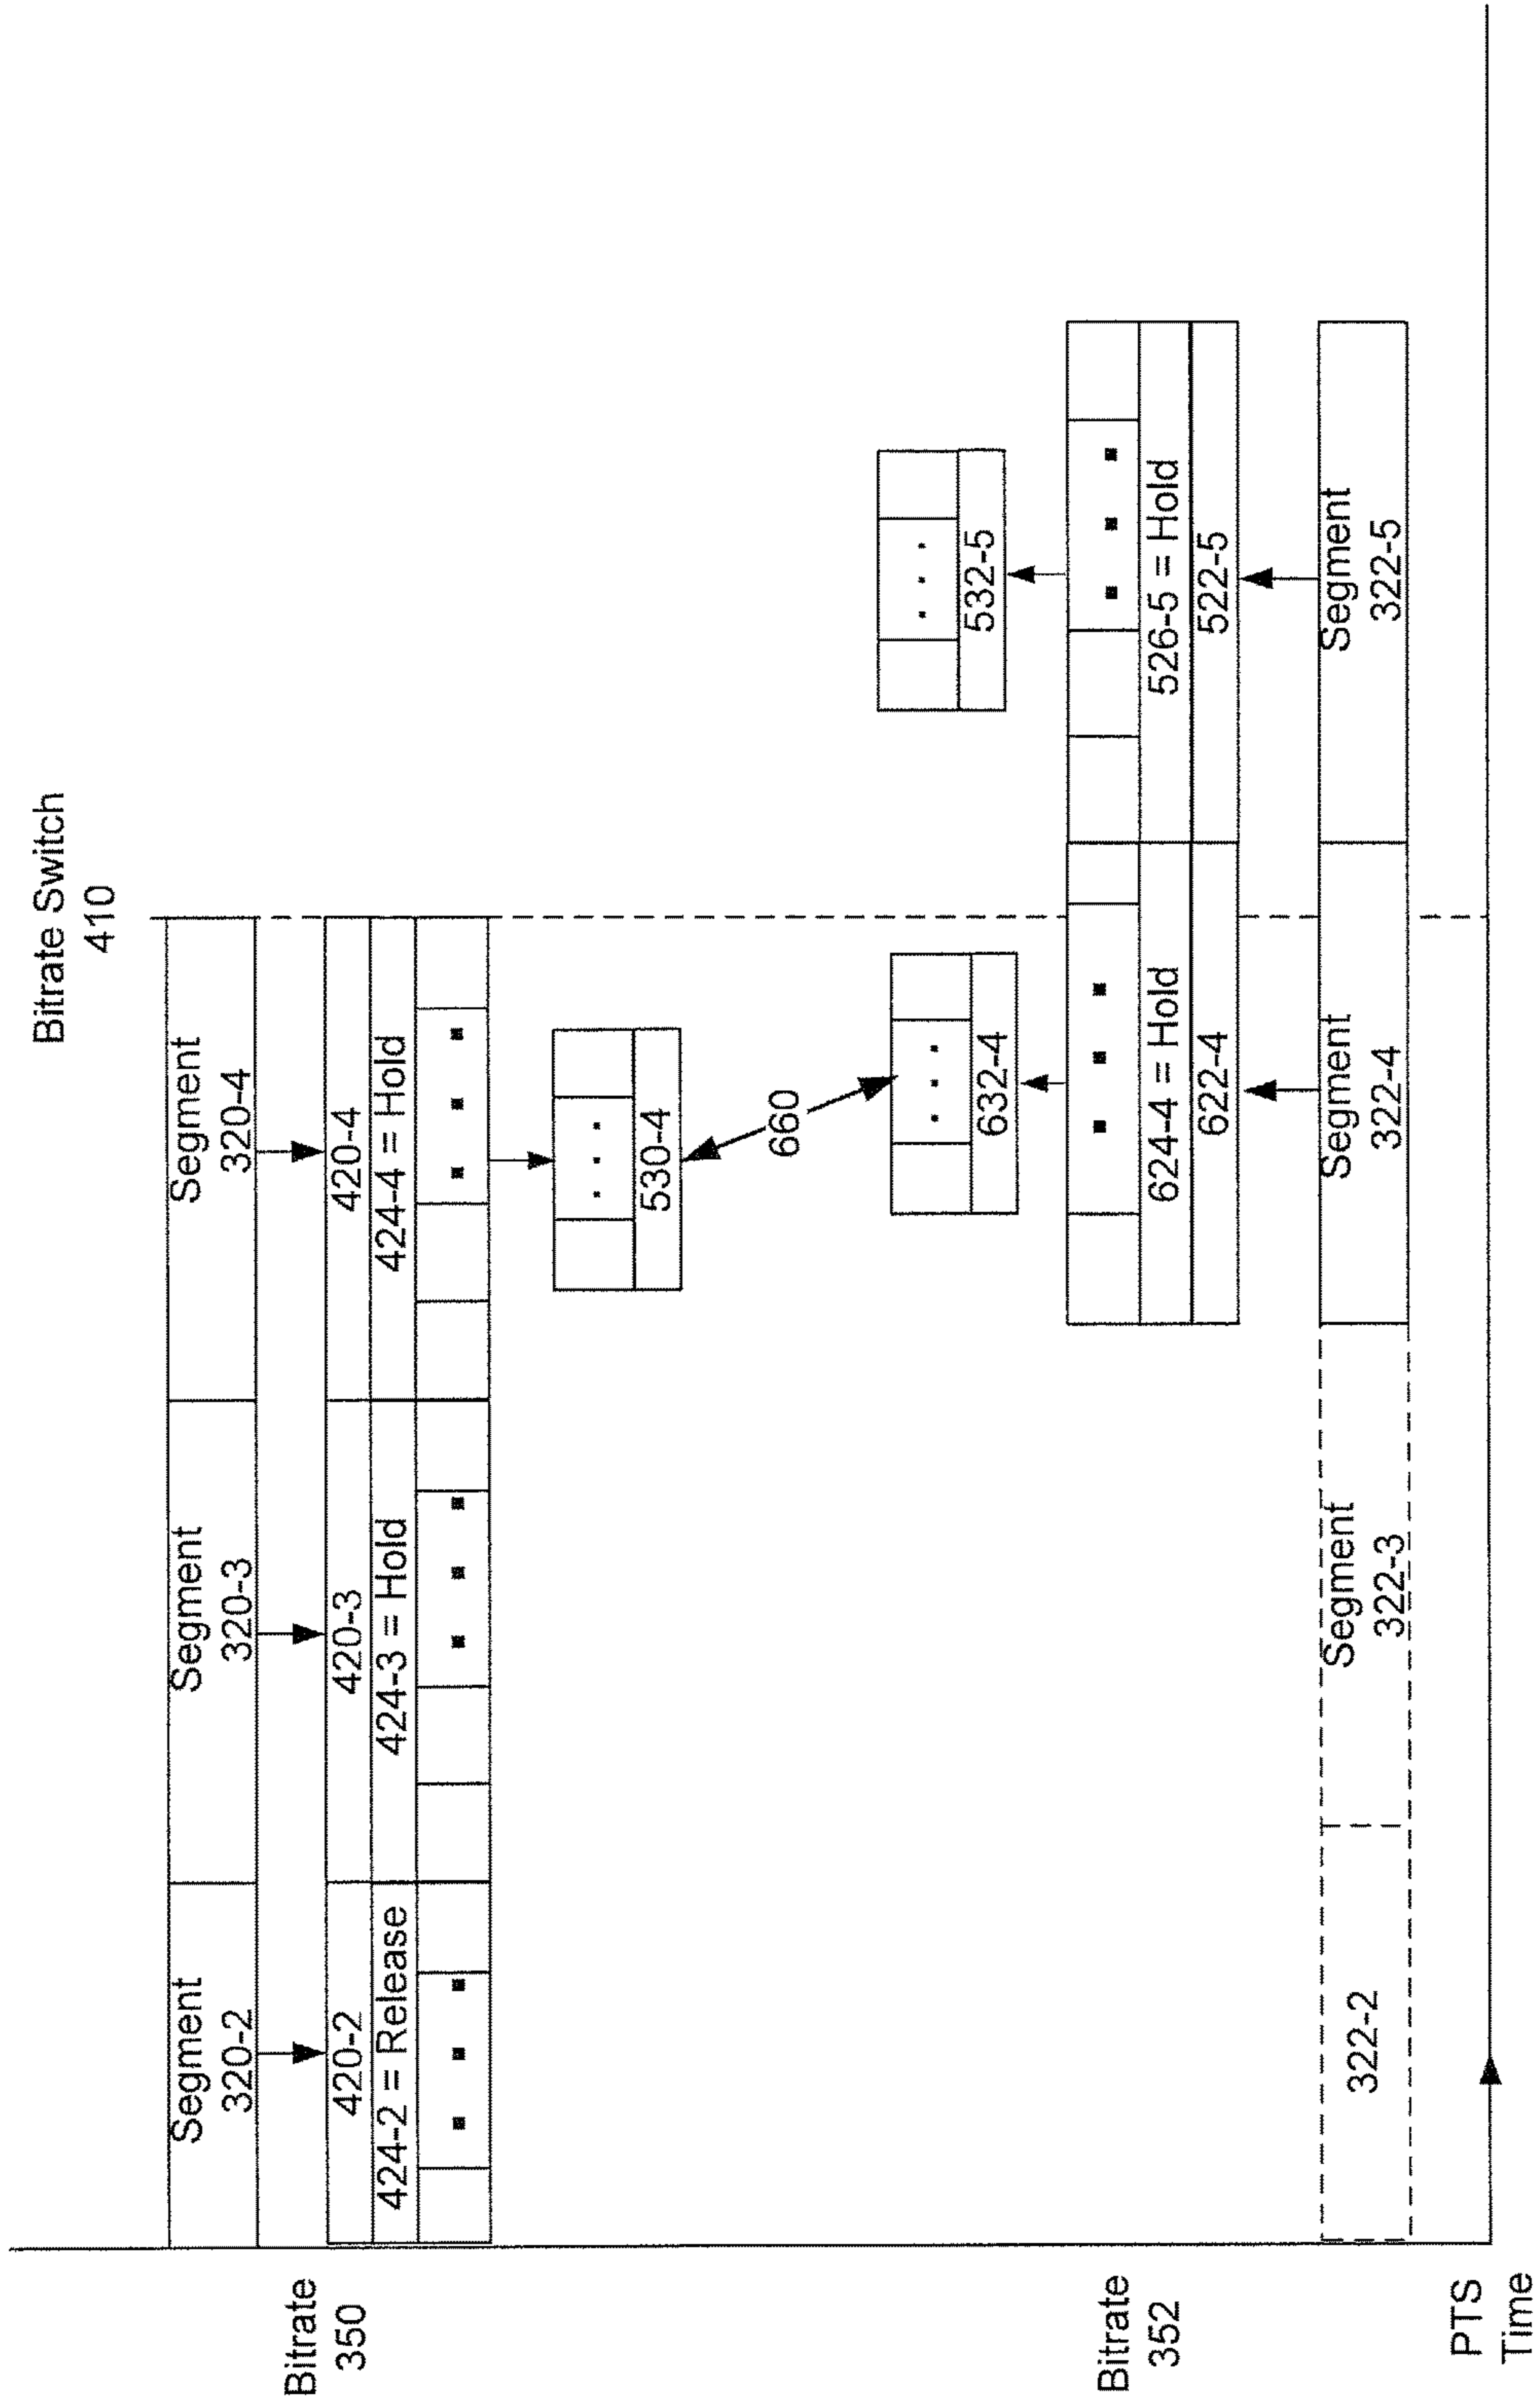 Bitrate Switch
410
Bitrate
350
Segment
320-2
Segment
320-3
Segment
320-4
420-2
420-3
420-4
424-2 = Release
424-3 = Hold
424-4 = Hold
530-4
660
532-5
632-4
Bitrate
352
624-4 = Hold
526-5 = Hold
622-4
522-5
322-2
Segment
322-3
Segment
322-4
Segment
322-5
PTS
Time